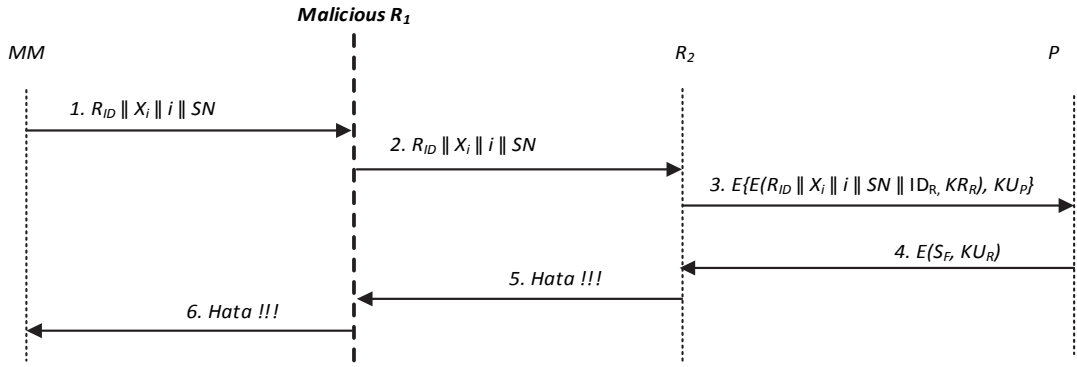 Malicious R1
MM
R2
P
1. RID ‖ Xi ‖ i ‖ SN
2. RID ‖ Xi ‖ i ‖ SN
3. E{E(RID ‖ Xi ‖ i ‖ SN ‖ IDR, KRR), KUP}
4. E(SF, KUR)
5. Hata !!!
6. Hata !!!